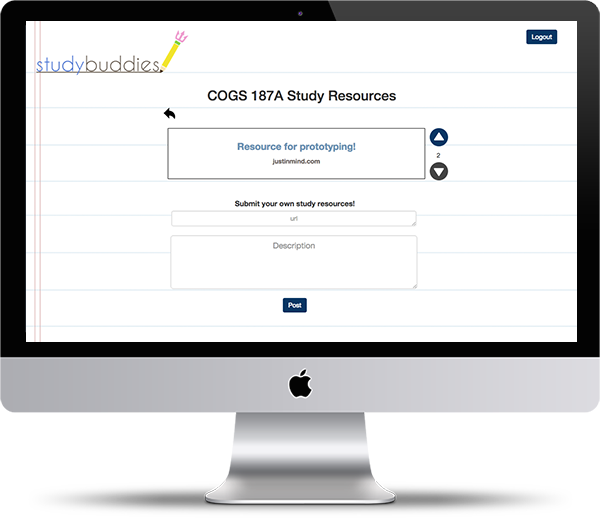 studybuddies
Logout
COGS 187A Study Resources
Resource for prototyping!
justinmind.com
2
Submit your own study resources!
url
Description
Post